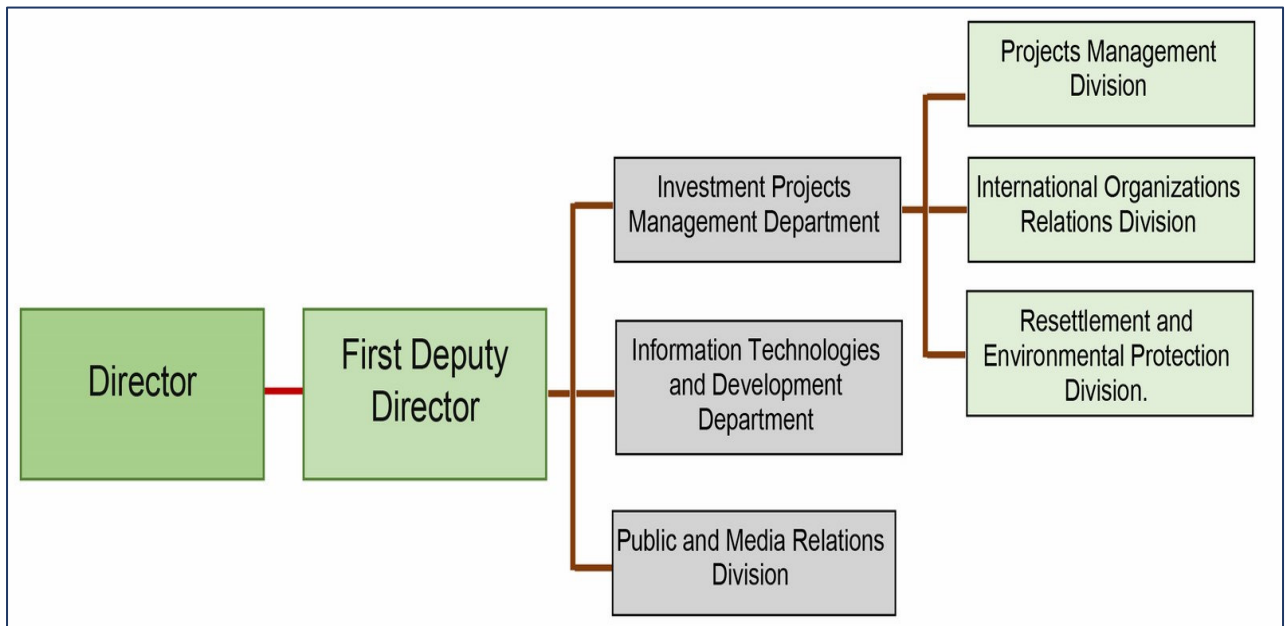 Director
First Deputy
Director
Investment Projects
Management Department
Information Technologies
and Development
Department
Public and Media Relations
Division
Projects Management
Division
International Organizations
Relations Division
Resettlement and
Environmental Protection
Division.